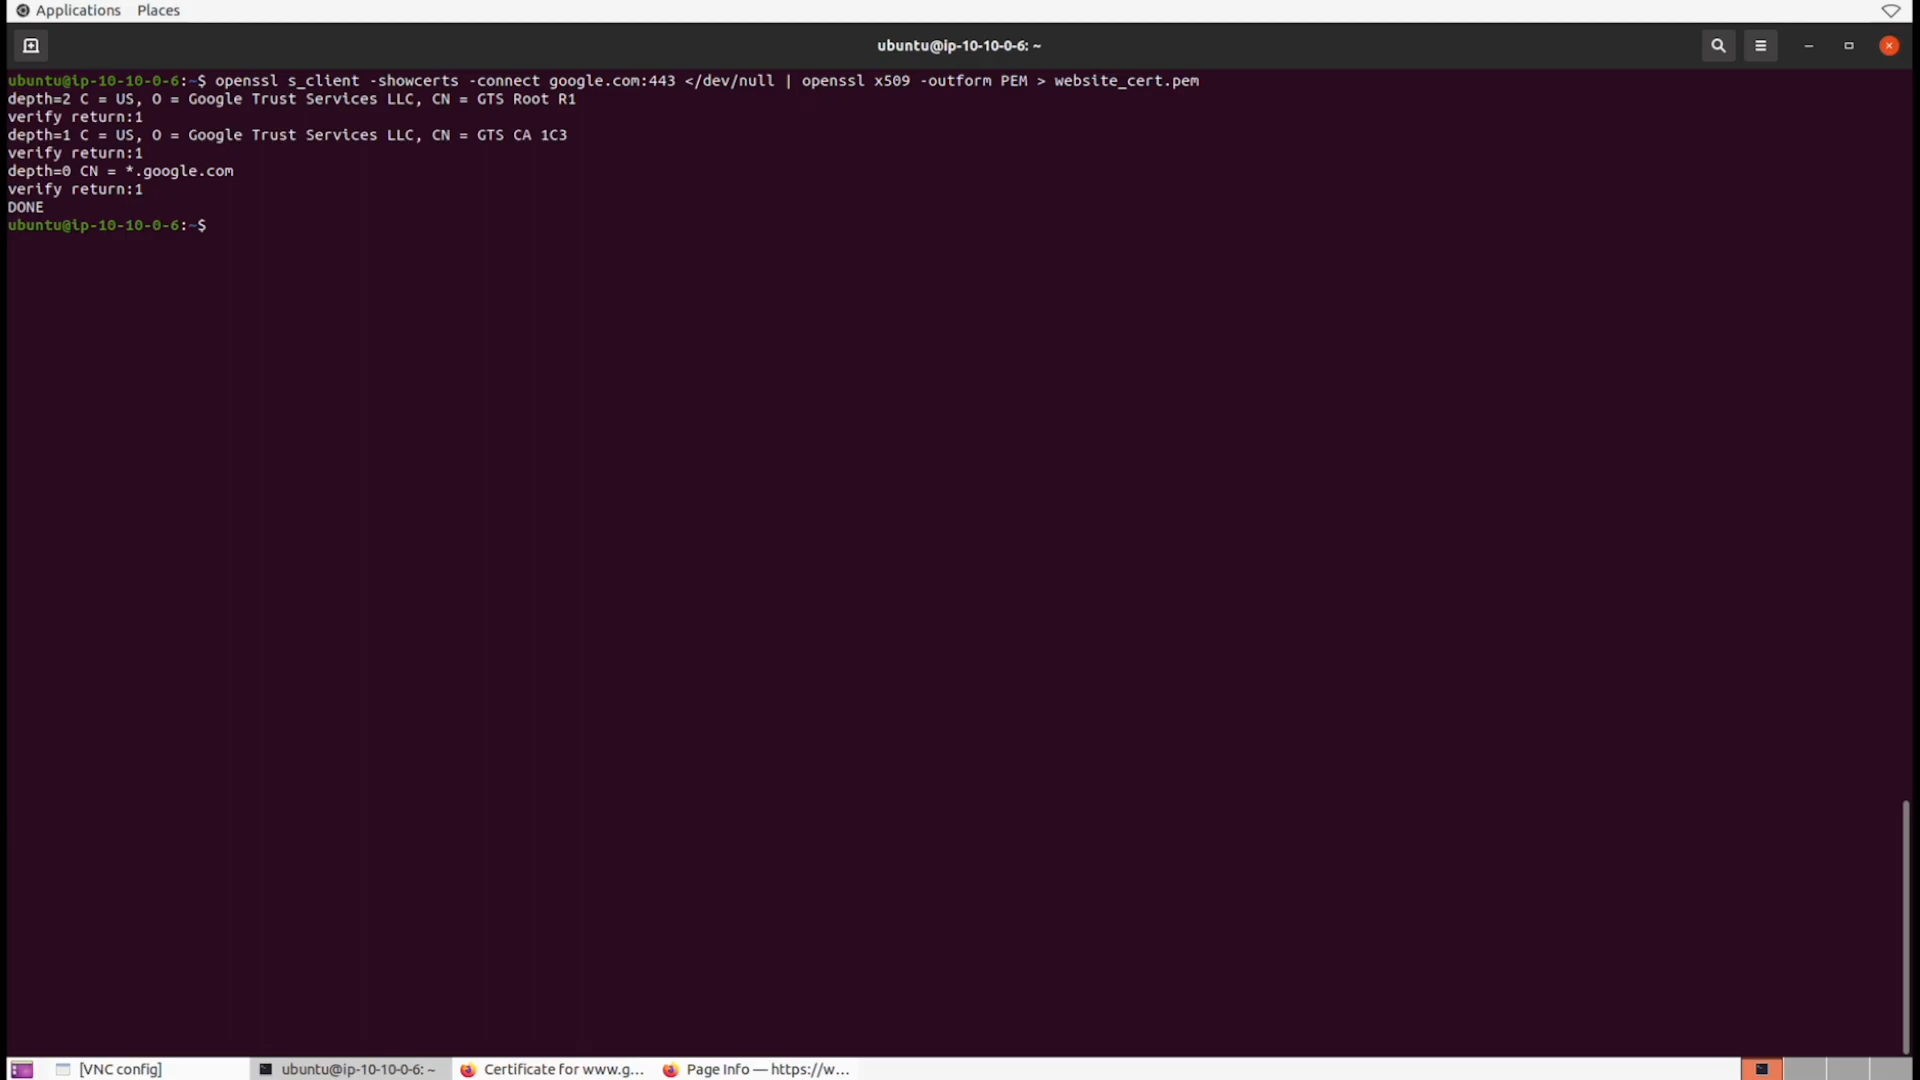 Applications Places
ubuntu@ip-10-10-0-6: ~
ubuntu@ip-10-10-0-6:~$ openssl s_client -showcerts -connect google.com:443 </dev/null | openssl x509 -outform PEM > website_cert.pem
depth=2 C = US, O = Google Trust Services LLC, CN = GTS Root R1
verify return:1
depth=1 C = US, O = Google Trust Services LLC, CN = GTS CA 1C3
verify return:1
depth=0 CN = *.google.com
verify return:1
DONE
ubuntu@ip-10-10-0-6:~$
[VNC config] ubuntu@ip-10-10-0-6: ~ Certificate for www.g... Page Info — https://w...